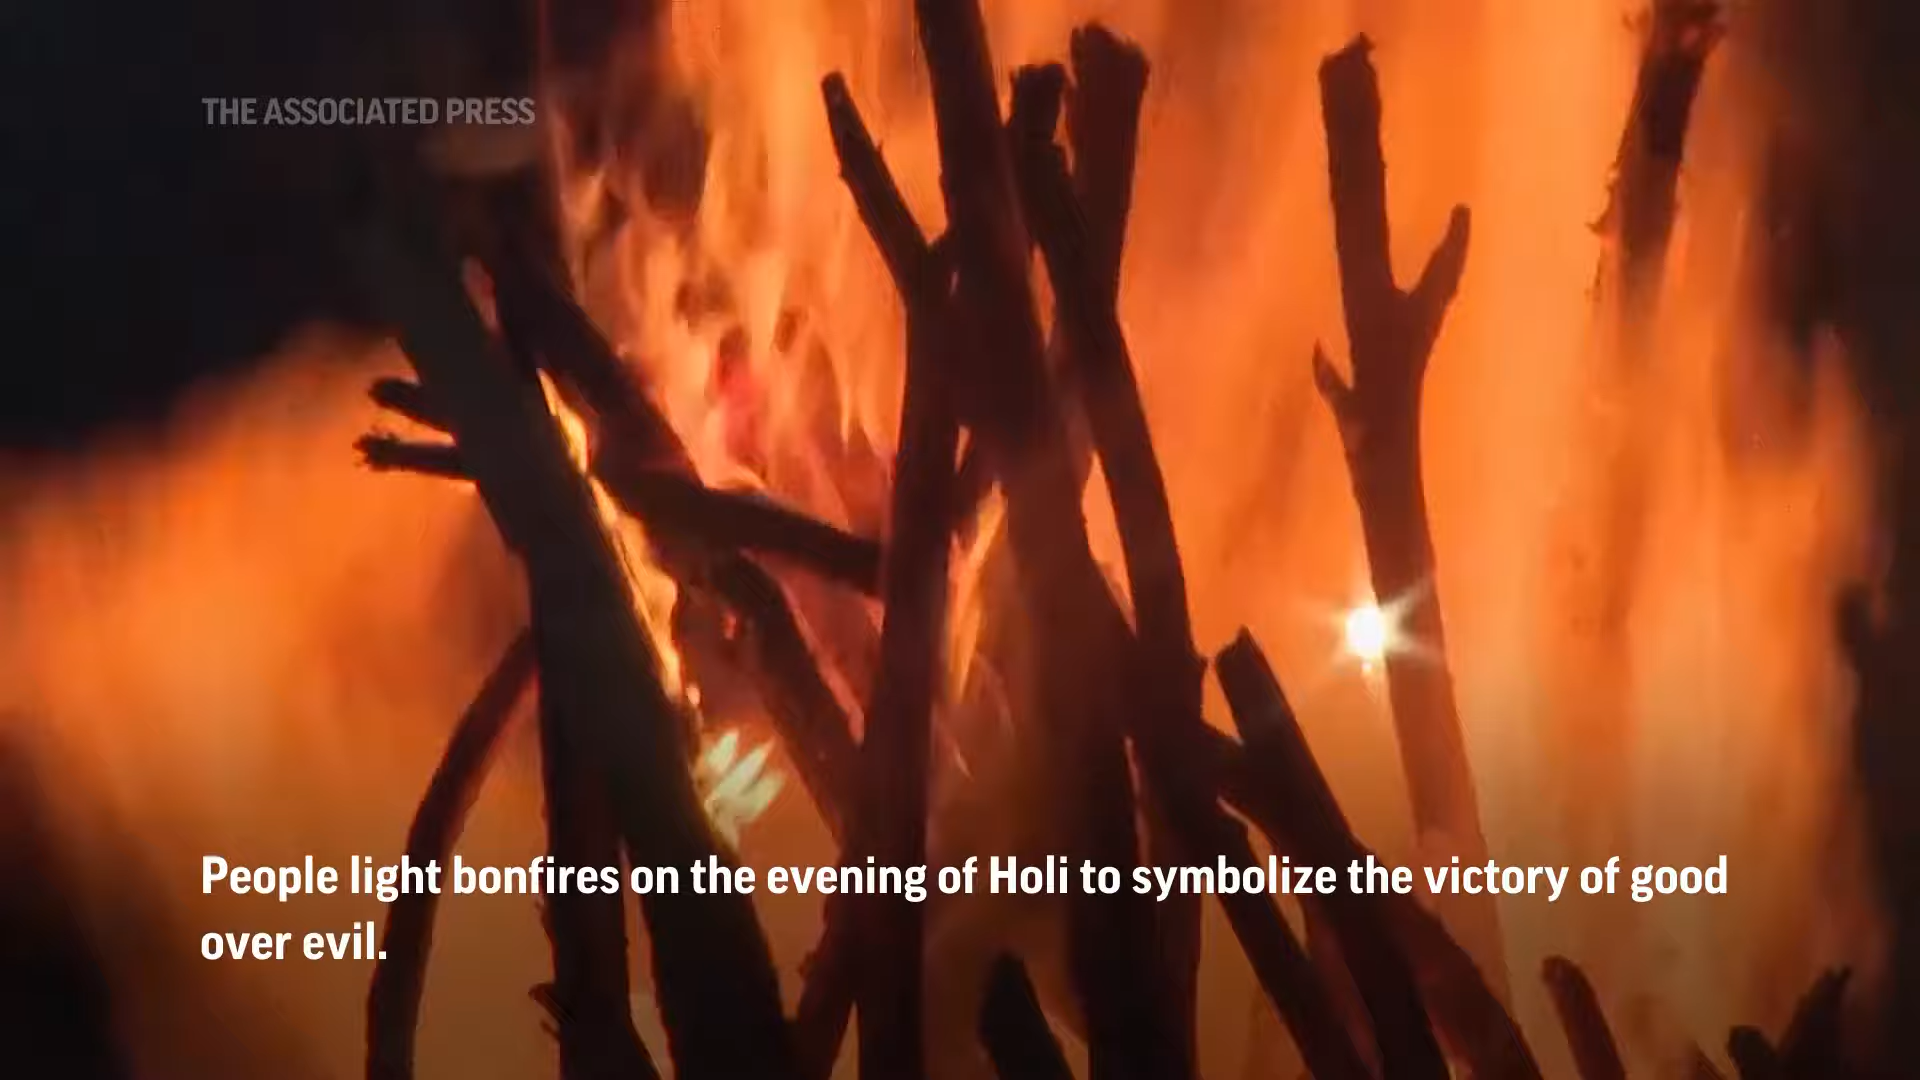 THE ASSOCIATED PRESS
People light bonfires on the evening of Holi to symbolize the victory of good
over evil.